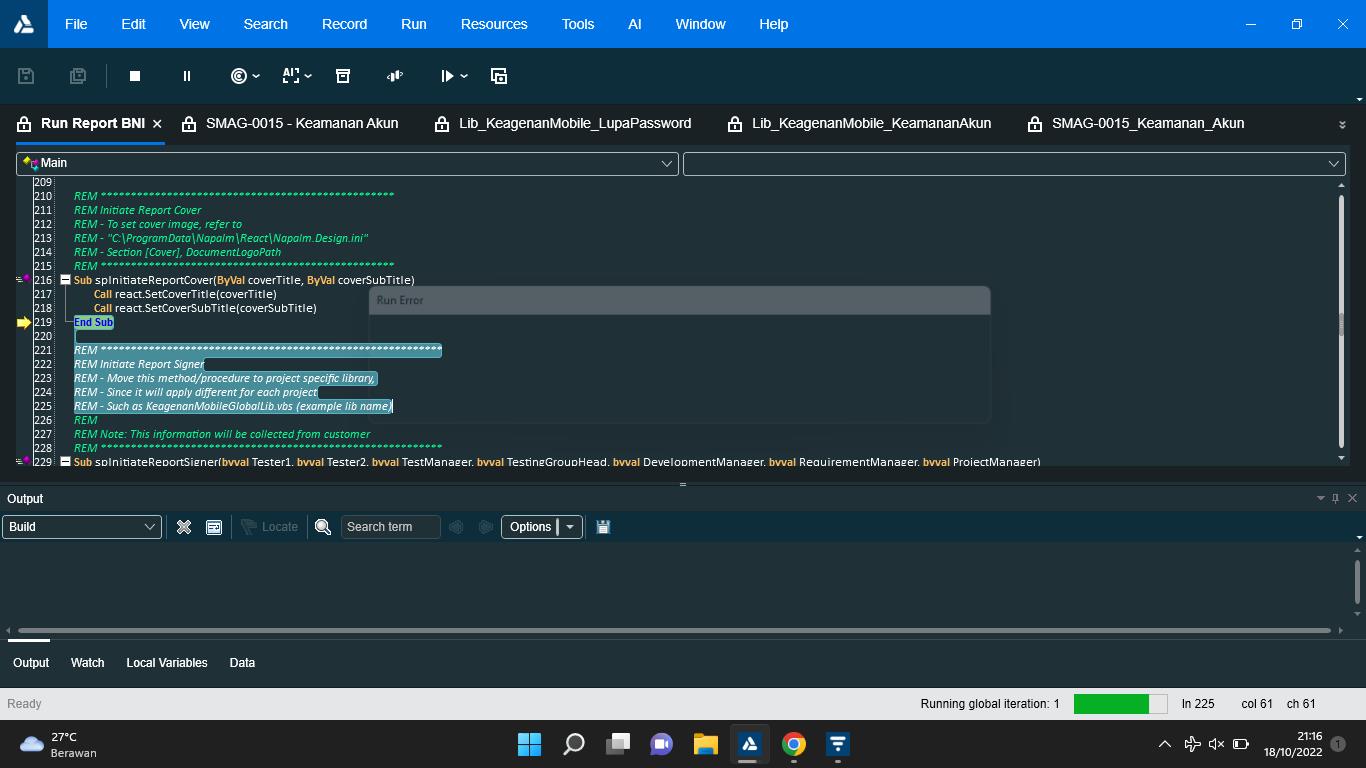 File Edit View Search Record Run Resources Tools AI Window Help
AI
Run Report BNI SMAG-0015 - Keamanan Akun Lib_KeagenanMobile_LupaPassword Lib_KeagenanMobile_KeamananAkun SMAG-0015_Keamanan_Akun
Main
209
210 REM *************************************************
211 REM Initiate Report Cover
212 REM - To set cover image, refer to
213 REM - "C:\ProgramData\Napalm\React\Napalm.Design.ini"
214 REM - Section [Cover], DocumentLogoPath
215 REM *************************************************
216 Sub spInitiateReportCover(ByVal coverTitle, ByVal coverSubTitle)
217 Call react.SetCoverTitle(coverTitle)
Run Error
218 Call react.SetCoverSubTitle(coverSubTitle)
219 End Sub
220
221 REM *********************************************************
222 REM Initiate Report Signer
223 REM - Move this method/procedure to project specific library,
224 REM - Since it will apply different for each project
225 REM - Such as KeagenanMobileGlobalLib.vbs (example lib name)
226 REM
227 REM Note: This information will be collected from customer
228 REM *********************************************************
229 Sub spInitiateReportSigner(byval Tester1, byval Tester2, byval TestManager, byval TestingGroupHead, byval DevelopmentManager, byval RequirementManager, byval ProjectManager)
Output
Build Locate Search term Options
Output Watch Local Variables Data
Ready Running global iteration: 1 ln 225 col 61 ch 61
27°C
Berawan
21:16
18/10/2022
1